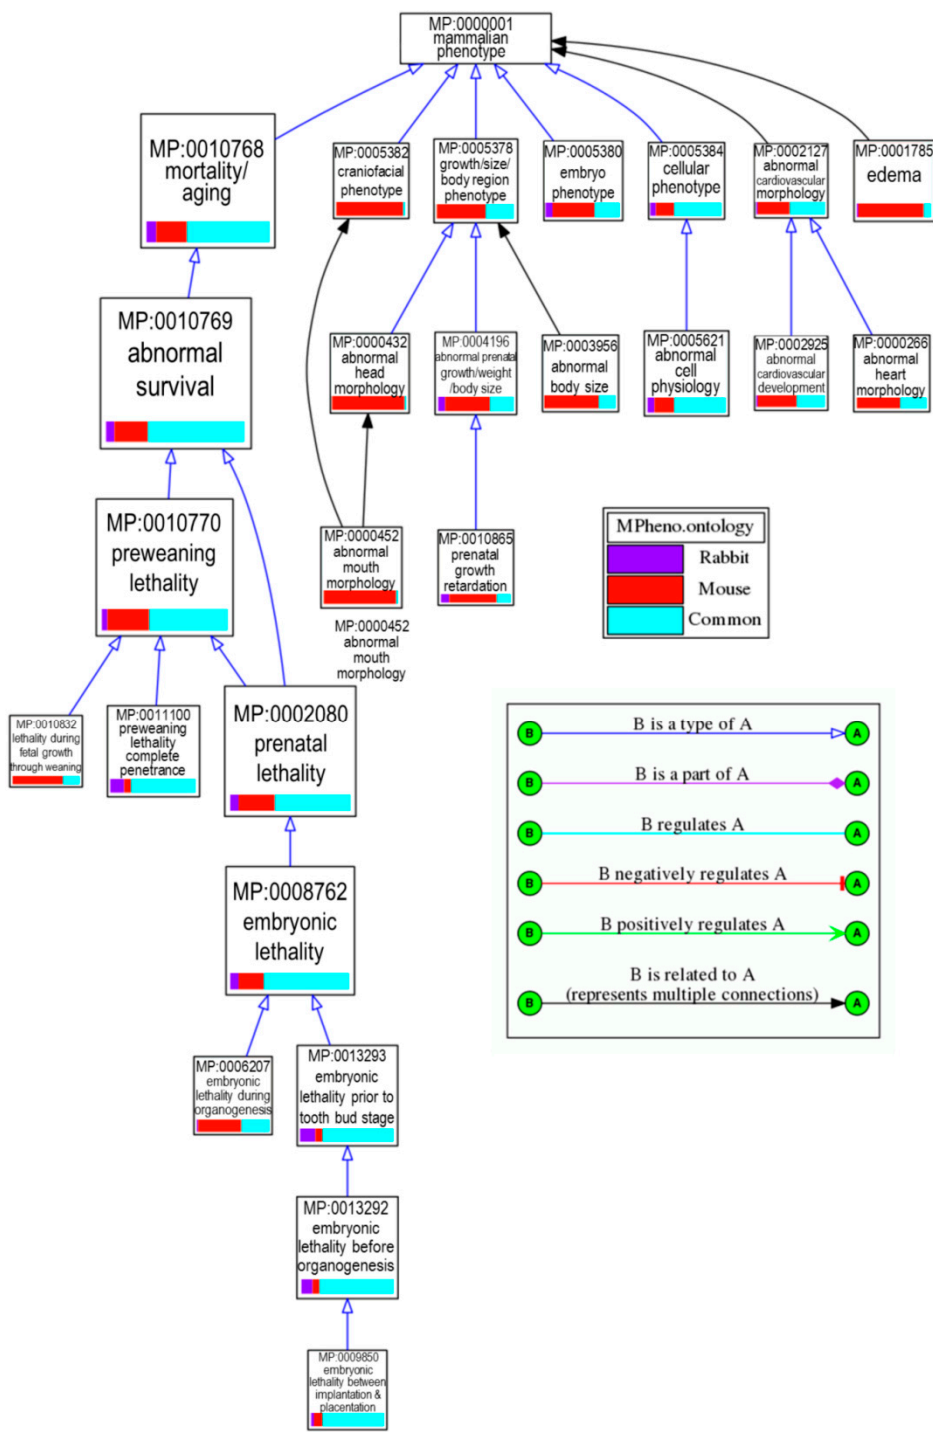 MP:0000001
mammalian
phenotype
MP:0010768
mortality/
aging
MP:0005382
craniofacial
phenotype
MP:0005378
growth/size/
body region
phenotype
MP:0005380
embryo
phenotype
MP:0005384
cellular
phenotype
MP:0002127
abnormal
cardiovascular
morphology
MP:0001785
edema
MP:0010769
abnormal
survival
MP:0000432
abnormal
head
morphology
MP:0004196
abnormal prenatal
growth/weight
/body size
MP:0003956
abnormal
body size
MP:0005621
abnormal
cell
physiology
MP:0002925
abnormal
cardiovascular
development
MP:0000266
abnormal
heart
morphology
MP:0010770
preweaning
lethality
MP:0000452
abnormal
mouth
morphology
MP:0000452
abnormal
mouth
morphology
MP:0010865
prenatal
growth
retardation
MPheno.ontology
Rabbit
Mouse
Common
MP:0010832
lethality during
fetal growth
through weaning
MP:0011100
preweaning
lethality
complete
penetrance
MP:0002080
prenatal
lethality
B B is a type of A A
B B is a part of A A
B B regulates A A
B B negatively regulates A A
B B positively regulates A A
B B is related to A A
(represents multiple connections)
MP:0008762
embryonic
lethality
MP:0006207
embryonic
lethality during
organogenesis
MP:0013293
embryonic
lethality prior to
tooth bud stage
MP:0013292
embryonic
lethality before
organogenesis
MP:0009850
embryonic
lethality between
implantation &
placentation